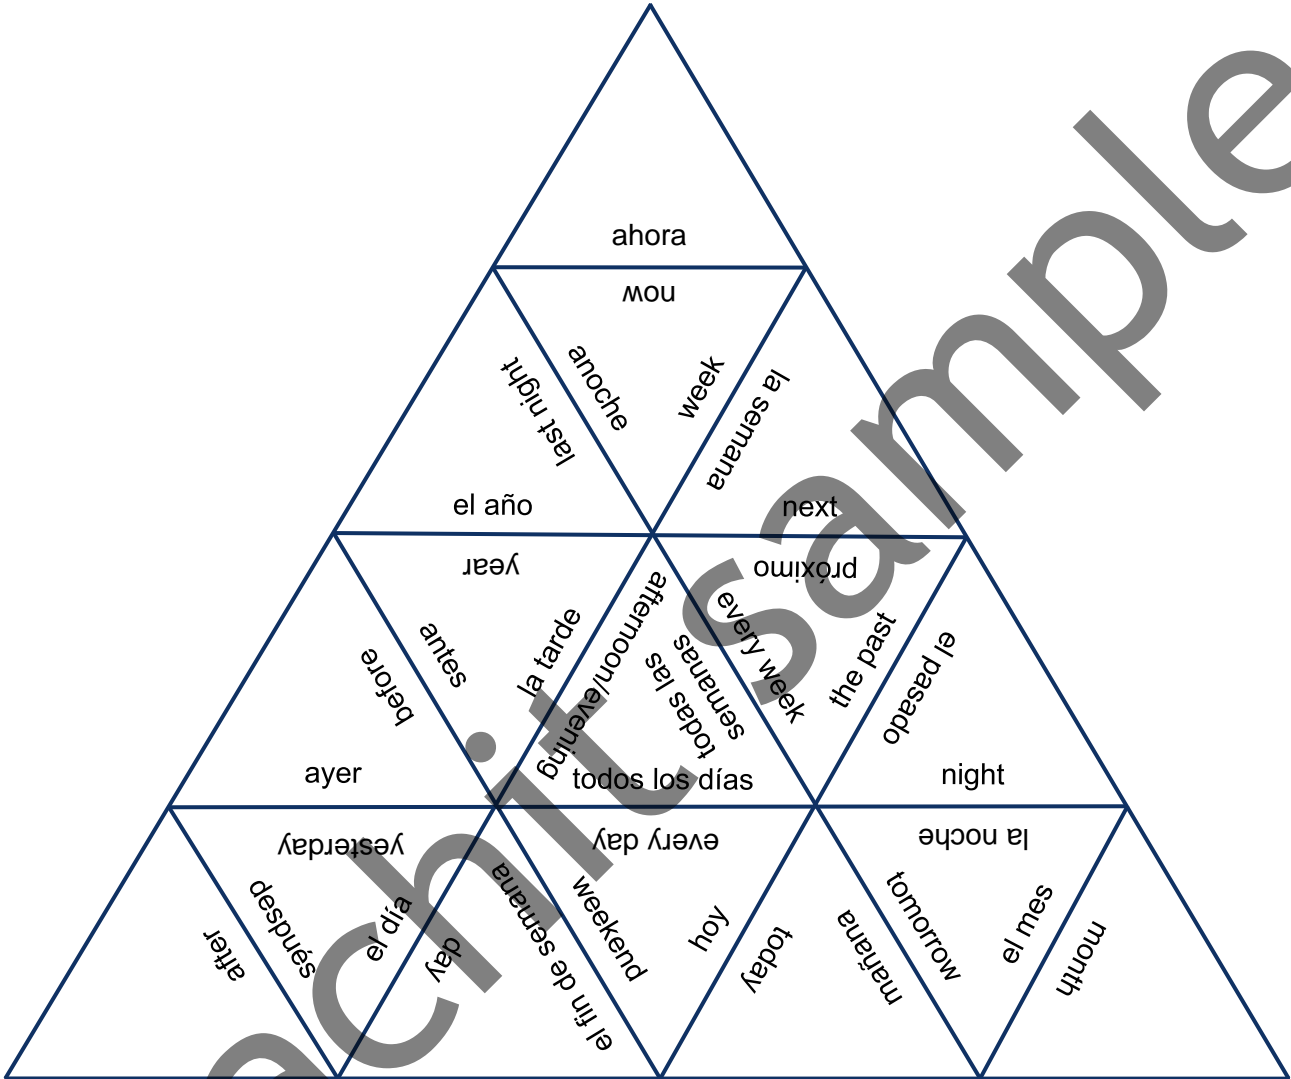 ahora
now
last night
anoche
week
la semana
el año
next
year
próximo
before
antes
la tarde
afternoon/evening
todas las
semanas
every week
the past
el pasado
ayer
todos los días
night
yesterday
every day
la noche
after
después
el día
day
el fin de semana
weekend
hoy
today
mañana
tomorrow
el mes
month
achit sample